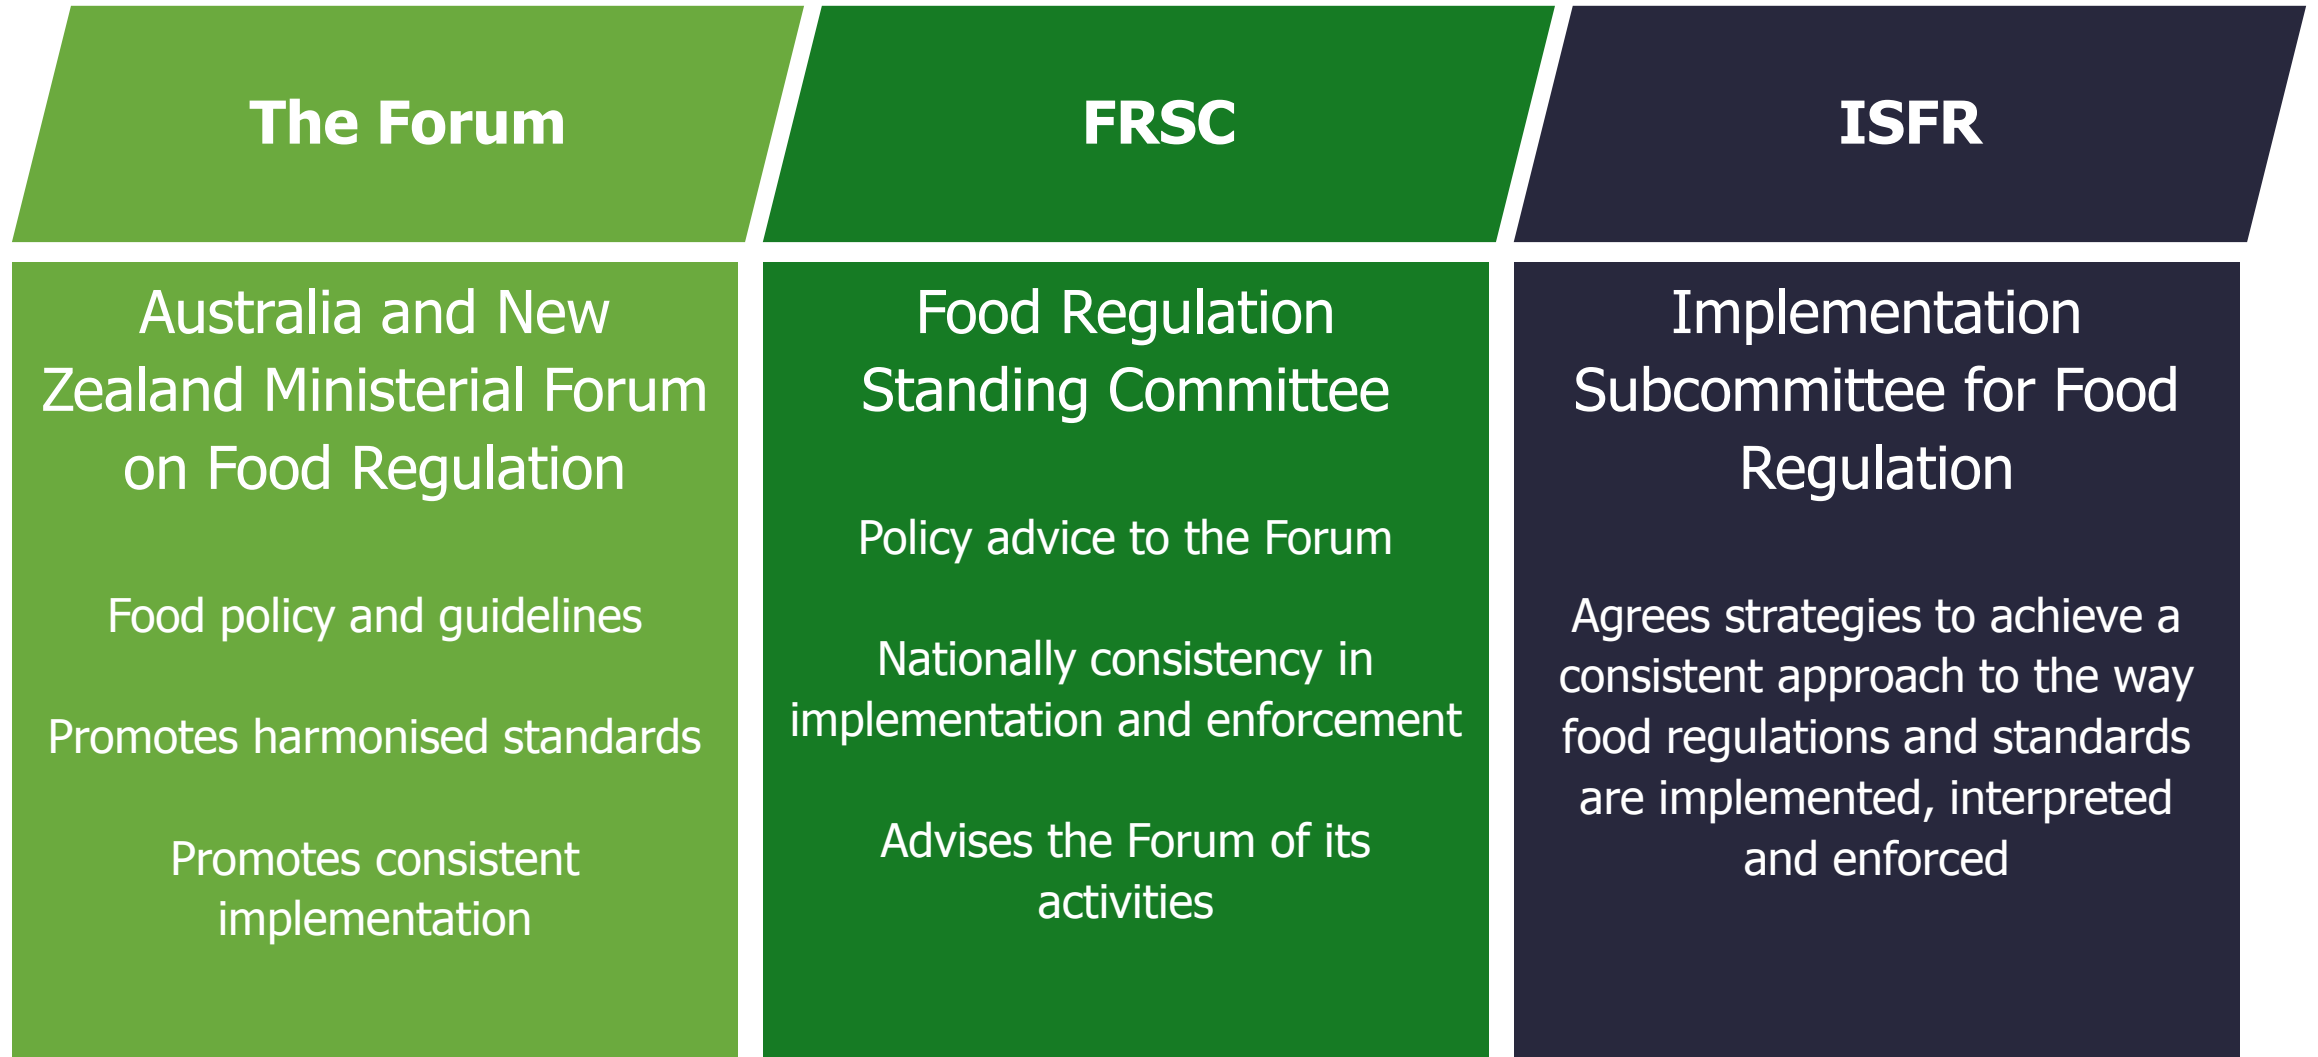 The Forum
FRSC
ISFR
Australia and New
Zealand Ministerial Forum
on Food Regulation
Food policy and guidelines
Promotes harmonised standards
Promotes consistent
implementation
Food Regulation
Standing Committee
Policy advice to the Forum
Nationally consistency in
implementation and enforcement
Advises the Forum of its
activities
Implementation
Subcommittee for Food
Regulation
Agrees strategies to achieve a
consistent approach to the way
food regulations and standards
are implemented, interpreted
and enforced